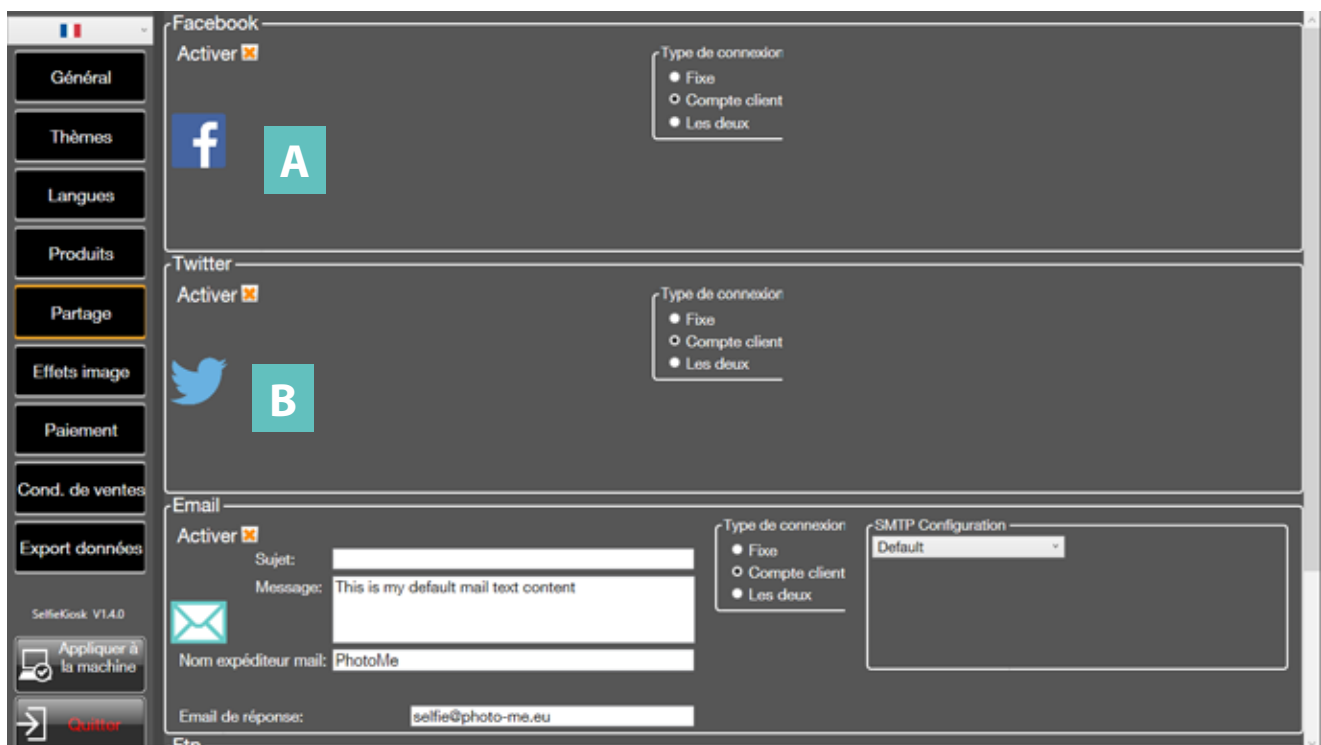 Général
Thèmes
Langues
Produits
Partage
Effets image
Paiement
Cond. de ventes
Export données
SelfieKiosk V1.4.0
Appliquer à
la machine
Quitter
Facebook
Activer
Type de connexion
Fixe
Compte client
Les deux
f
A
Twitter
Activer
Type de connexion
Fixe
Compte client
Les deux
B
Email
Activer
Sujet:
Message: This is my default mail text content
Nom expéditeur mail: PhotoMe
Email de réponse: selfie@photo-me.eu
Type de connexion
Fixe
Compte client
Les deux
SMTP Configuration
Default
Ftp